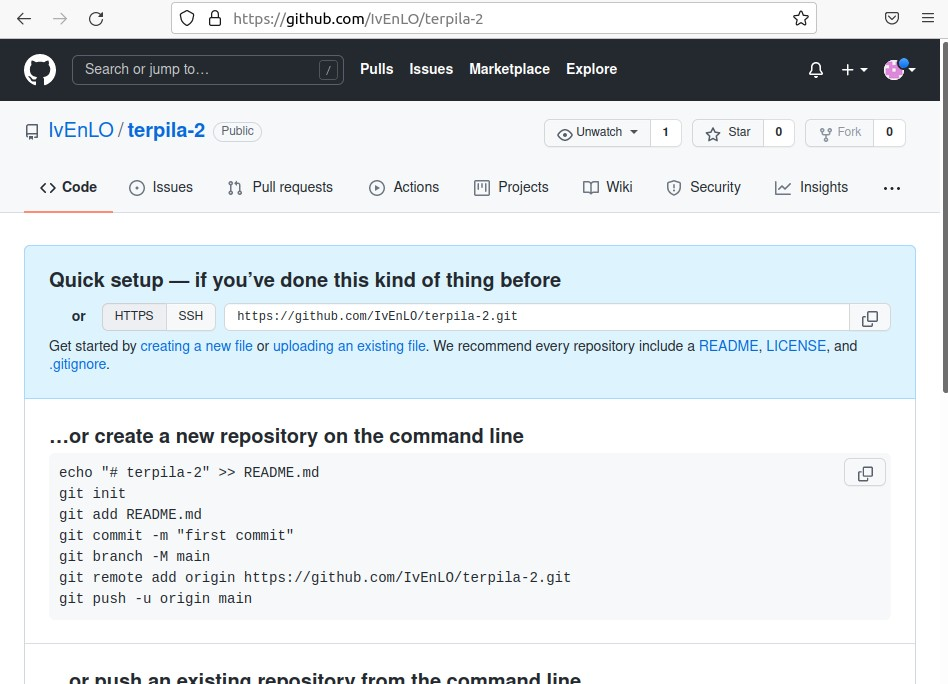 https://github.com/IvEnLO/terpila-2
Search or jump to… / Pulls Issues Marketplace Explore
IvEnLO / terpila-2 Public Unwatch 1 Star 0 Fork 0
Code Issues Pull requests Actions Projects Wiki Security Insights
Quick setup — if you’ve done this kind of thing before
or HTTPS SSH https://github.com/IvEnLO/terpila-2.git
Get started by creating a new file or uploading an existing file. We recommend every repository include a README, LICENSE, and
.gitignore.
…or create a new repository on the command line
echo "# terpila-2" >> README.md
git init
git add README.md
git commit -m "first commit"
git branch -M main
git remote add origin https://github.com/IvEnLO/terpila-2.git
git push -u origin main
…or push an existing repository from the command line